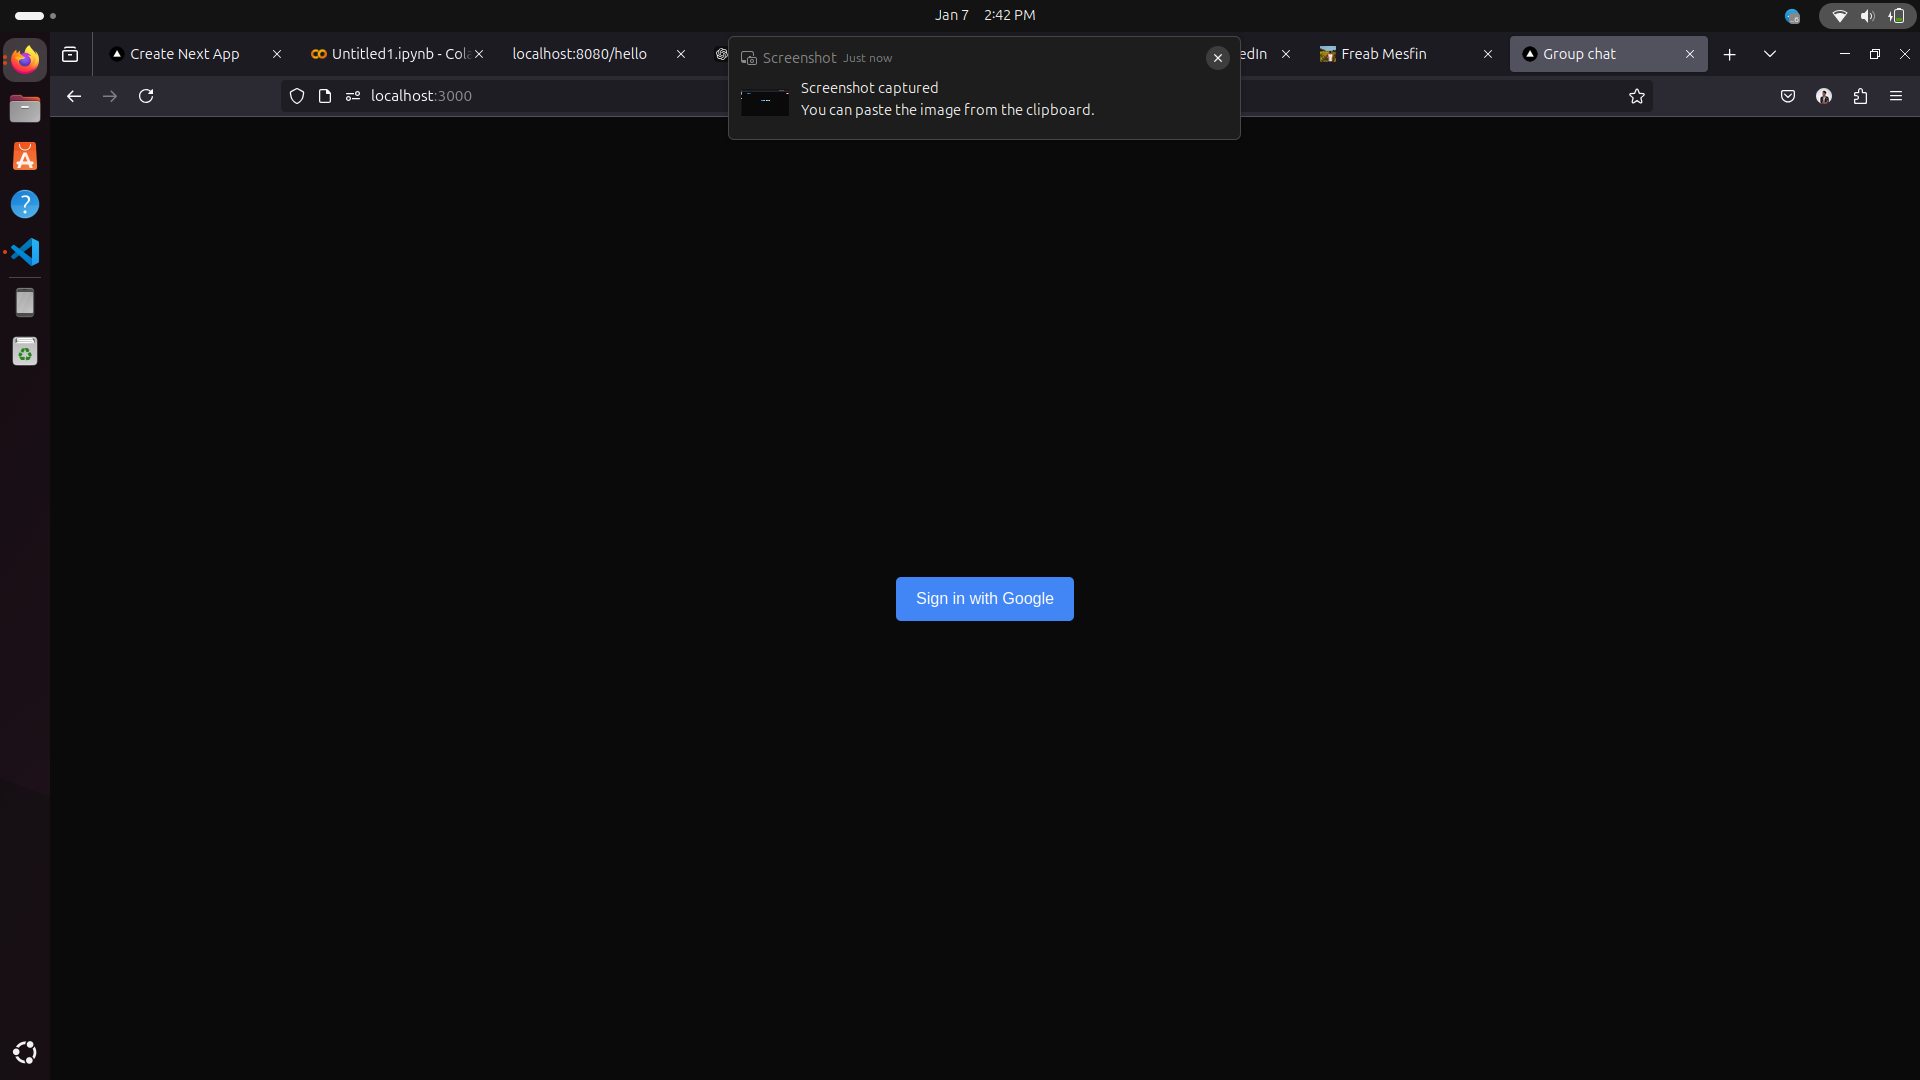 Jan 7 2:42 PM
Create Next App
Untitled1.ipynb - Col
localhost:8080/hello
edIn
Freab Mesfin
Group chat
Screenshot Just now
Screenshot captured
You can paste the image from the clipboard.
localhost:3000
Sign in with Google